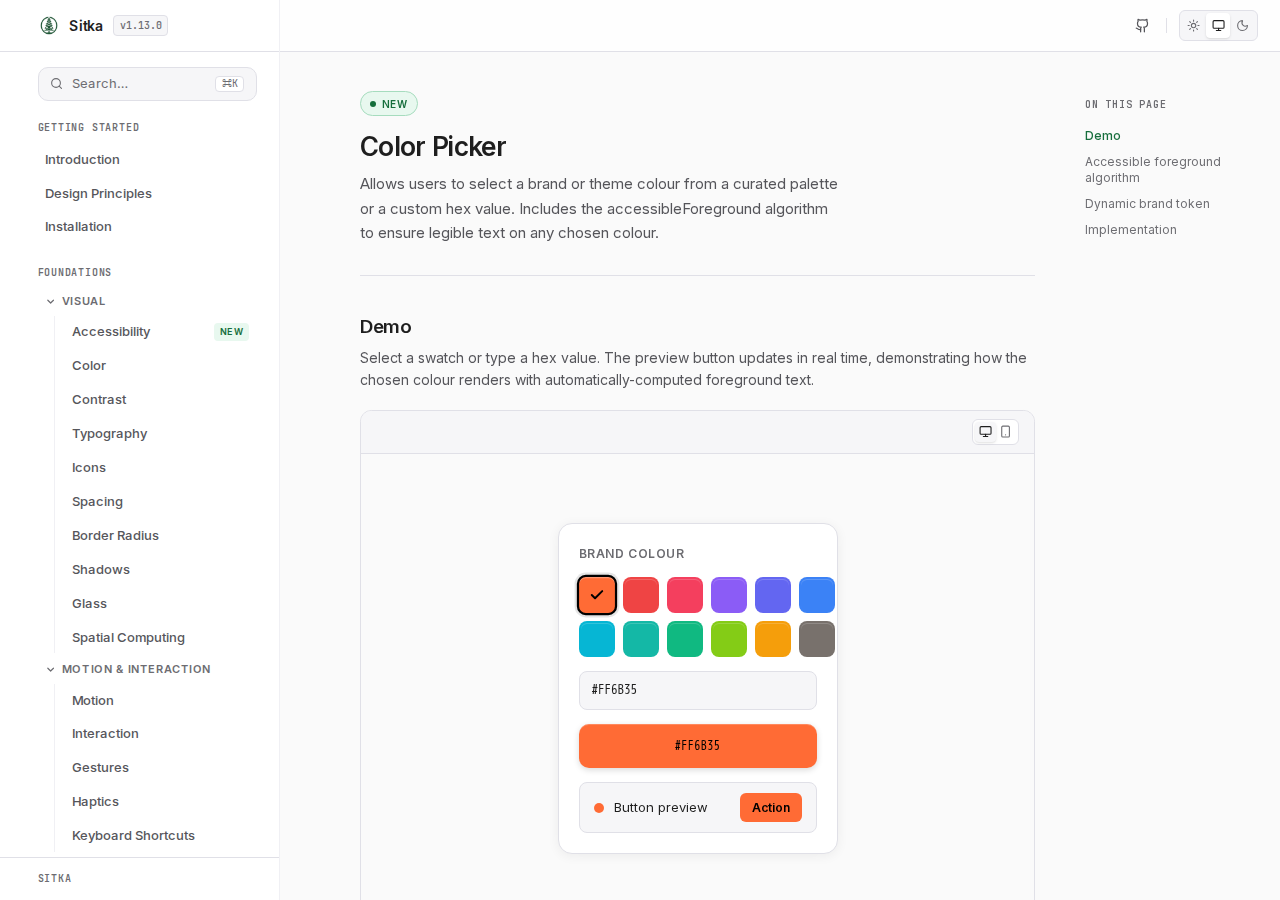 Sitka v1.13.0
Search... ⌘K
GETTING STARTED
Introduction
Design Principles
Installation
FOUNDATIONS
VISUAL
Accessibility NEW
Color
Contrast
Typography
Icons
Spacing
Border Radius
Shadows
Glass
Spatial Computing
MOTION & INTERACTION
Motion
Interaction
Gestures
Haptics
Keyboard Shortcuts
SITKA
NEW
Color Picker
Allows users to select a brand or theme colour from a curated palette
or a custom hex value. Includes the accessibleForeground algorithm
to ensure legible text on any chosen colour.
Demo
Select a swatch or type a hex value. The preview button updates in real time, demonstrating how the
chosen colour renders with automatically-computed foreground text.
BRAND COLOUR
#FF6B35
#FF6B35
Button preview Action
ON THIS PAGE
Demo
Accessible foreground
algorithm
Dynamic brand token
Implementation